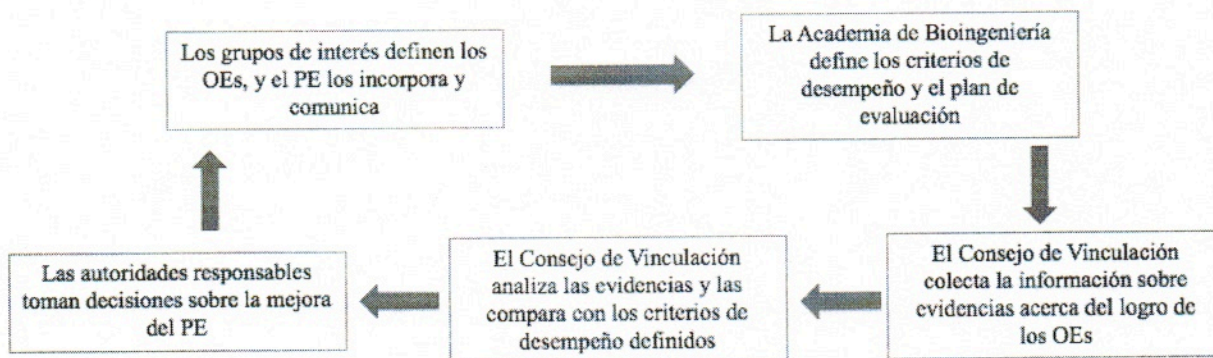 Los grupos de interés definen los
OEs, y el PE los incorpora y
comunica
La Academia de Bioingeniería
define los criterios de
desempeño y el plan de
evaluación
El Consejo de Vinculación
colecta la información sobre
evidencias acerca del logro de
los OEs
El Consejo de Vinculación
analiza las evidencias y las
compara con los criterios de
desempeño definidos
Las autoridades responsables
toman decisiones sobre la mejora
del PE